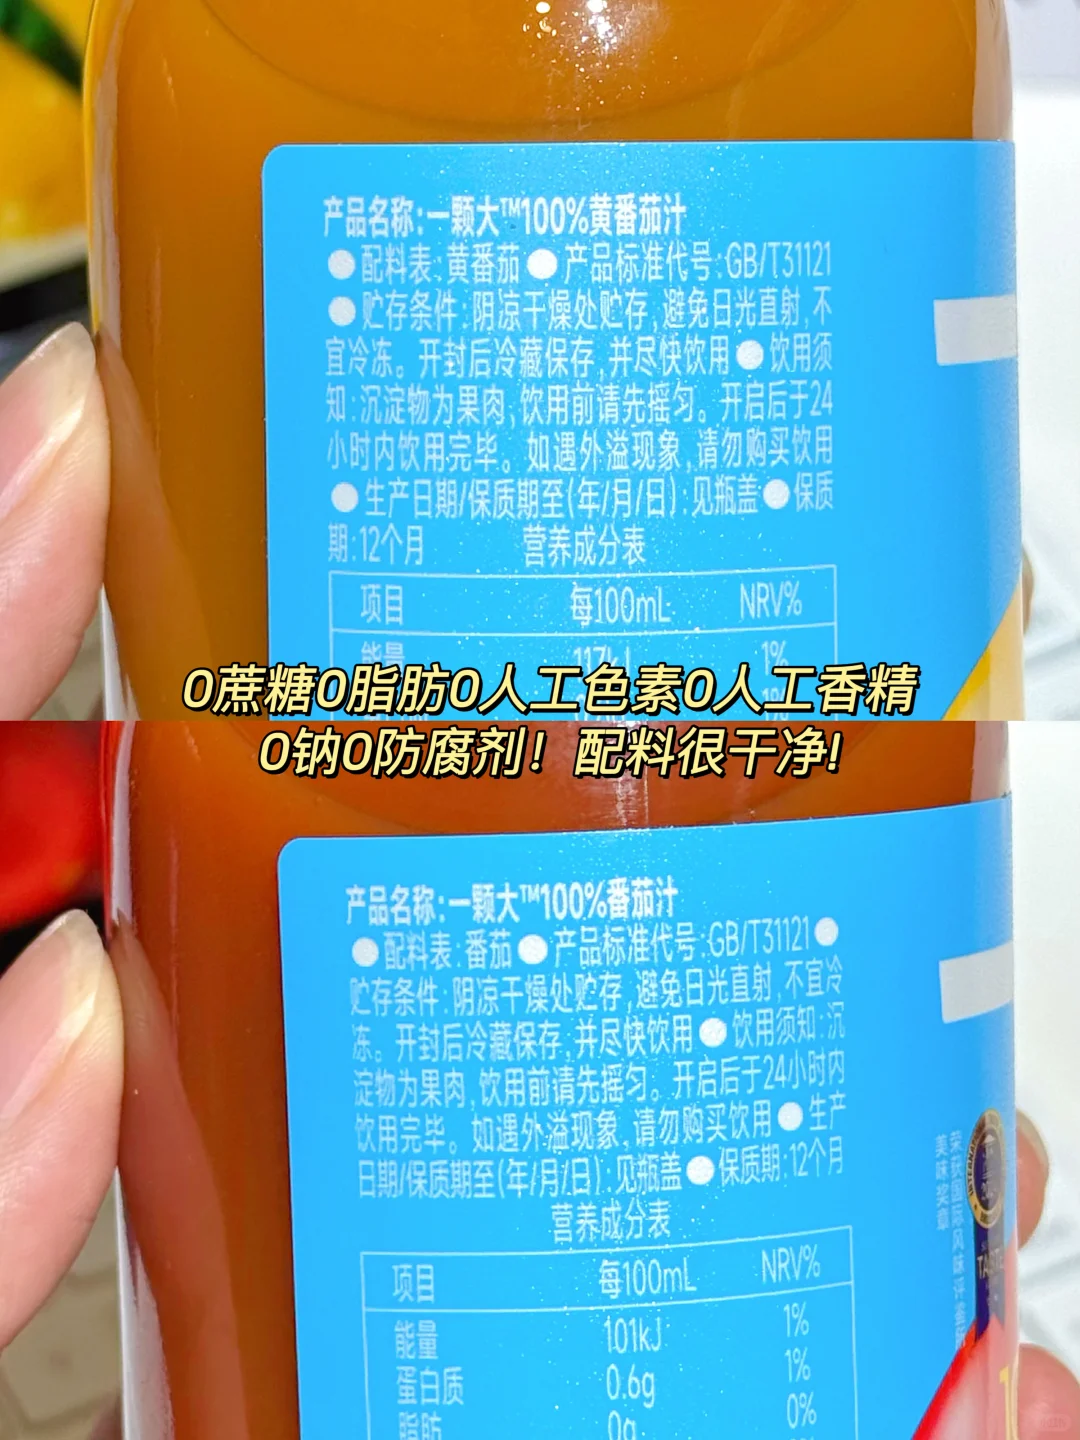 产品名称:一颗大™100%黄番茄汁
●配料表:黄番茄●产品标准代号:GB/T31121
●贮存条件:阴凉干燥处贮存,避免日光直射,不
宜冷冻。开封后冷藏保存,并尽快饮用●饮用须
知:沉淀物为果肉,饮用前请先摇匀。开启后于24
小时内饮用完毕。如遇外溢现象,请勿购买饮用
●生产日期/保质期至(年/月/日):见瓶盖●保质
期:12个月
营养成分表
项目 每100mL NRV%
能量 117kJ 1%
1%
0蔗糖0脂肪0人工色素0人工香精
0钠0防腐剂!配料很干净!
产品名称:一颗大™100%番茄汁
●配料表:番茄●产品标准代号:GB/T31121●
贮存条件:阴凉干燥处贮存,避免日光直射,不宜冷
冻。开封后冷藏保存,并尽快饮用●饮用须知:沉
淀物为果肉,饮用前请先摇匀。开启后于24小时内
饮用完毕。如遇外溢现象,请勿购买饮用●生产
日期/保质期至(年/月/日):见瓶盖●保质期:12个月
营养成分表
项目 每100mL NRV%
能量 101kJ 1%
蛋白质 0.6g 1%
脂肪 0g 0%
荣获国际风味评鉴所
美味奖章